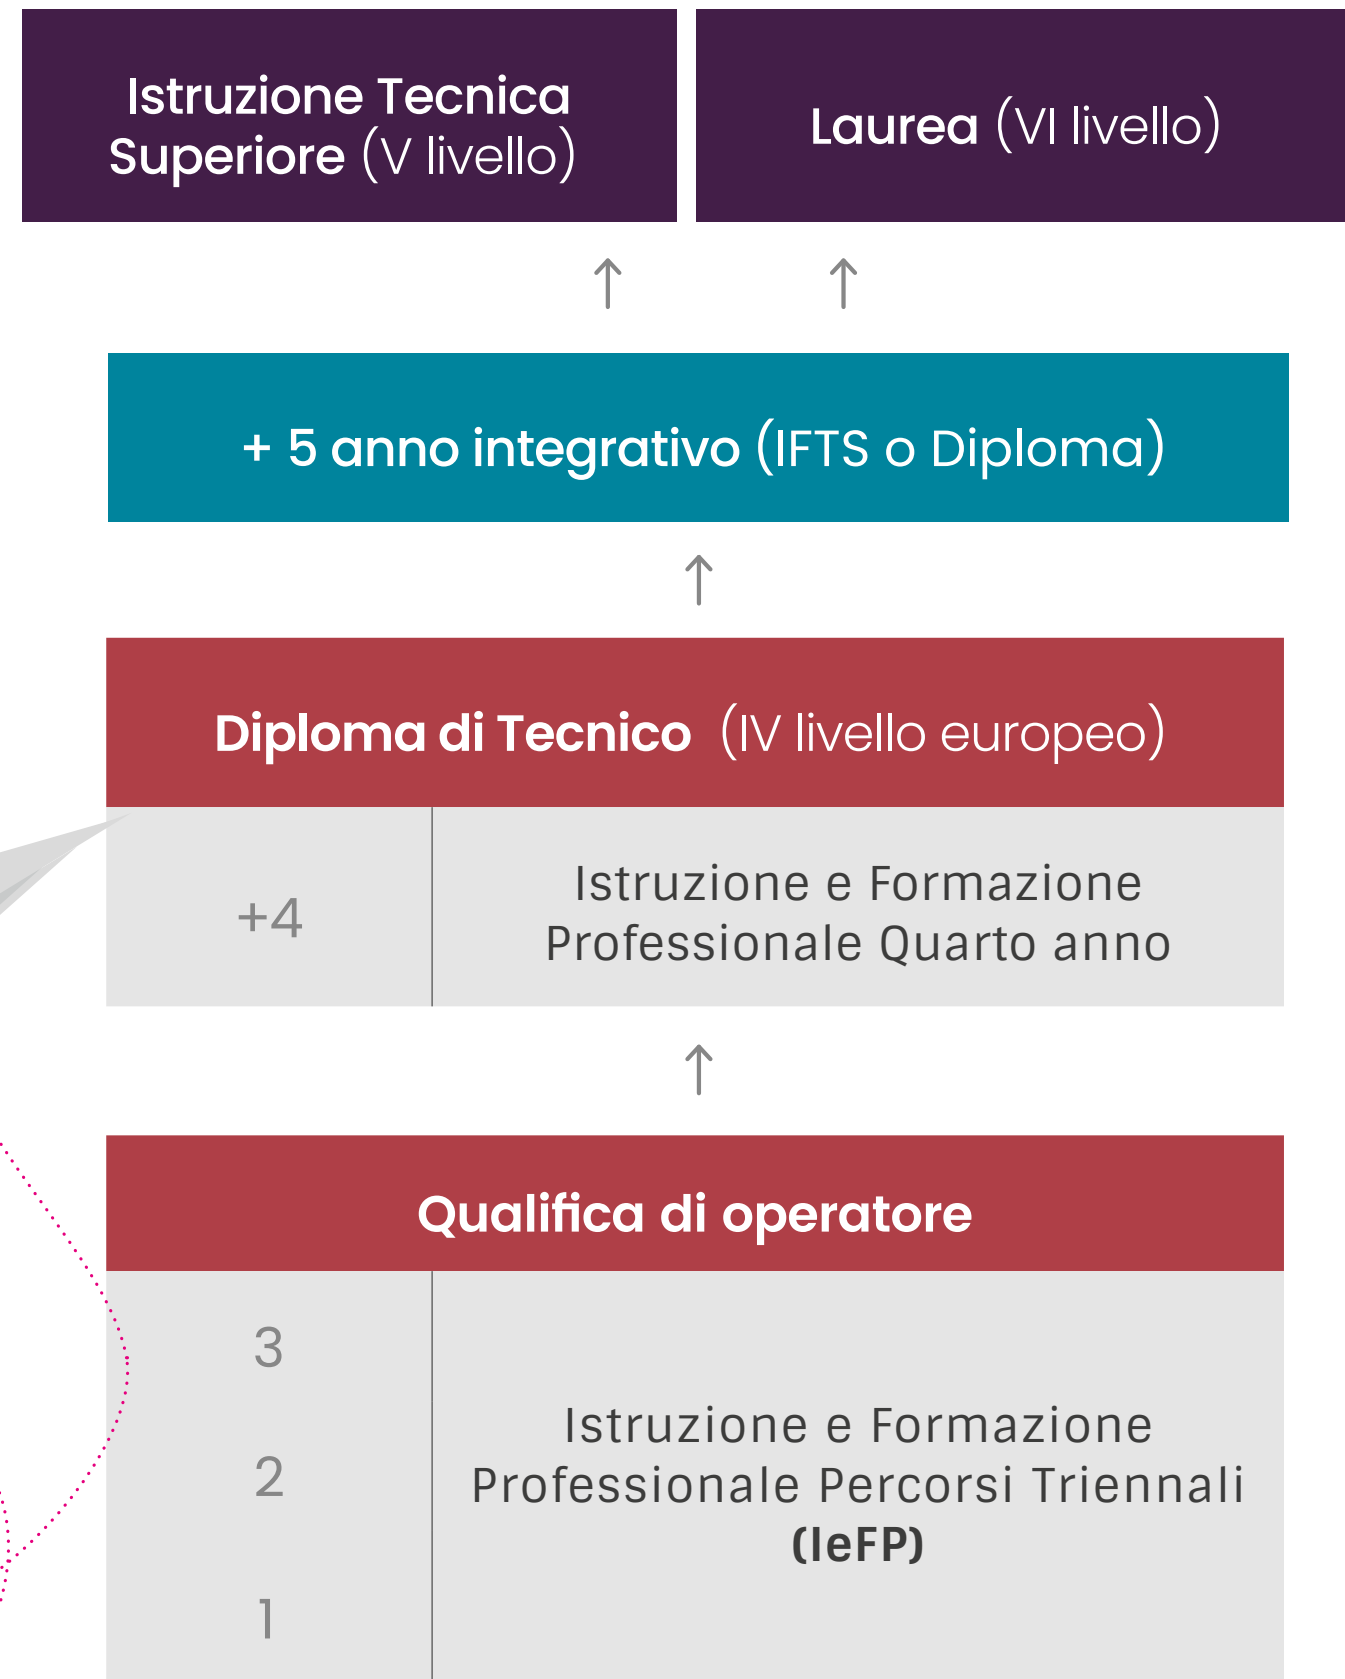 Istruzione Tecnica
Superiore (V livello)
Laurea (VI livello)
+ 5 anno integrativo (IFTS o Diploma)
Diploma di Tecnico (IV livello europeo)
+4
Istruzione e Formazione
Professionale Quarto anno
Qualifica di operatore
3
2
1
Istruzione e Formazione
Professionale Percorsi Triennali
(IeFP)